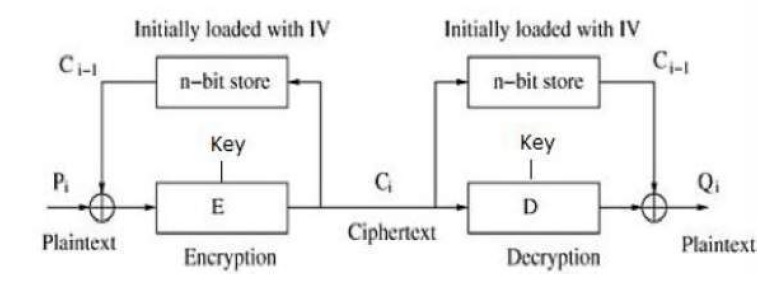 Initially loaded with IV
Initially loaded with IV
C i-1
n-bit store
n-bit store
C i-1
Key
Key
Pi
E
Ci
D
Qi
Plaintext
Ciphertext
Plaintext
Encryption
Decryption